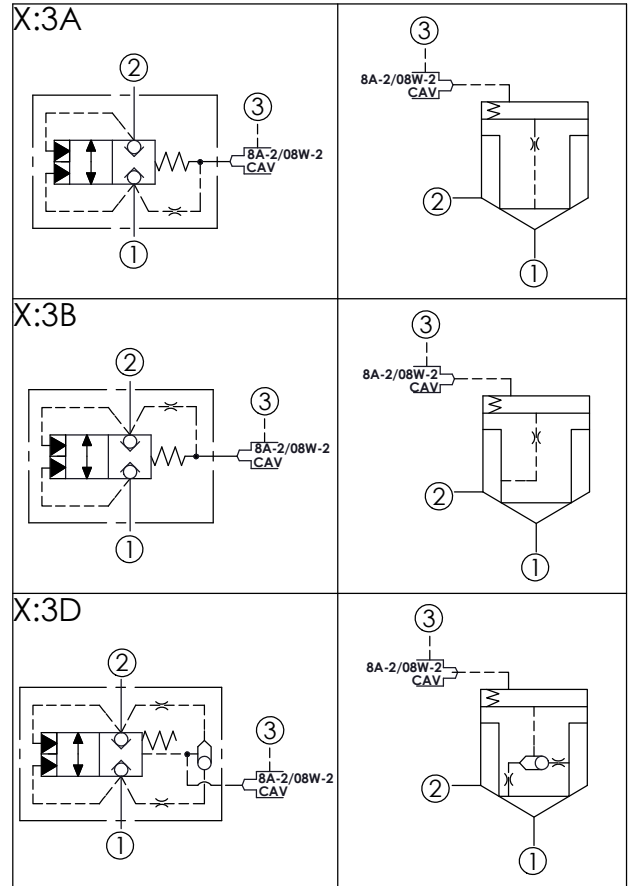 X:3A
②
③
8A-2/08W-2
CAV
①
③
8A-2/08W-2
CAV
②
①
X:3B
②
③
8A-2/08W-2
CAV
①
③
8A-2/08W-2
CAV
②
①
X:3D
②
③
8A-2/08W-2
CAV
①
③
8A-2/08W-2
CAV
②
①